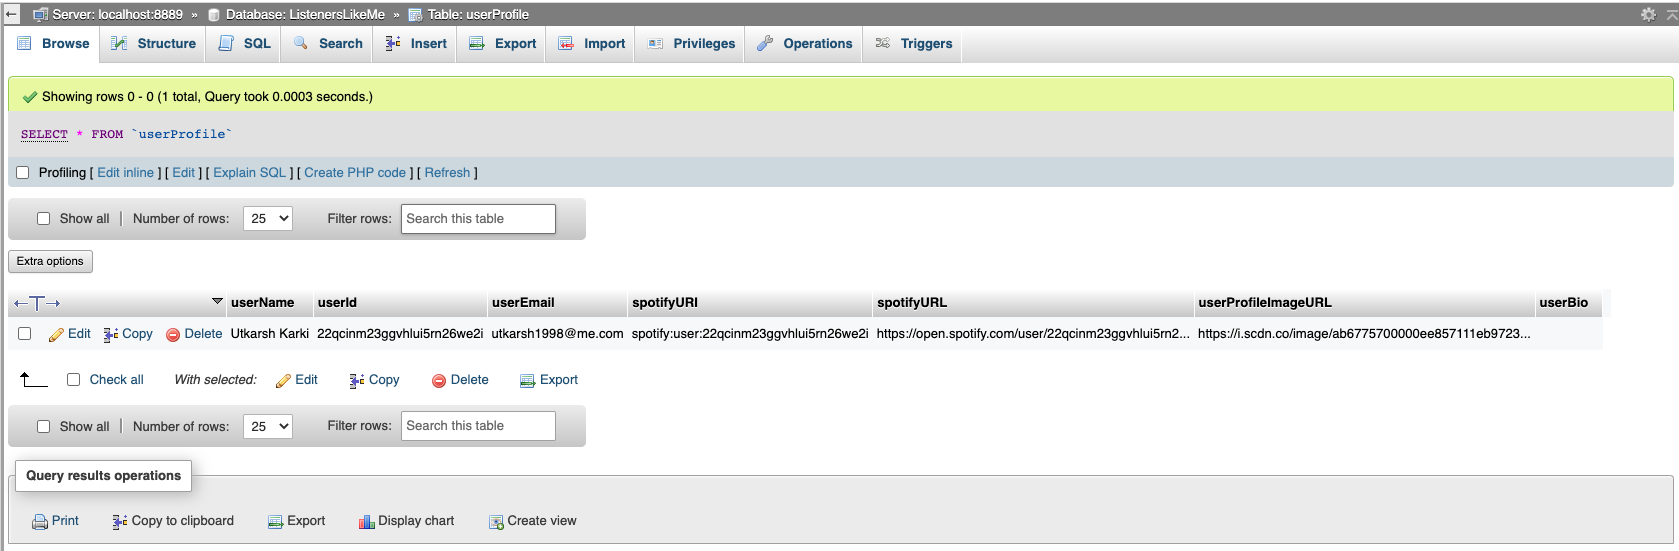 Server: localhost:8889 » Database: ListenersLikeMe » Table: userProfile
Browse Structure SQL Search Insert Export Import Privileges Operations Triggers
Showing rows 0 - 0 (1 total, Query took 0.0003 seconds.)
SELECT * FROM `userProfile`
Profiling [ Edit inline ] [ Edit ] [ Explain SQL ] [ Create PHP code ] [ Refresh ]
Show all | Number of rows: 25 Filter rows: Search this table
Extra options
←T→ userName userId userEmail spotifyURI spotifyURL userProfileImageURL userBio
Edit Copy Delete Utkarsh Karki 22qcinm23ggvhlui5rn26we2i utkarsh1998@me.com spotify:user:22qcinm23ggvhlui5rn26we2i https://open.spotify.com/user/22qcinm23ggvhlui5rn2... https://i.scdn.co/image/ab6775700000ee857111eb9723...
Check all With selected: Edit Copy Delete Export
Show all | Number of rows: 25 Filter rows: Search this table
Query results operations
Print Copy to clipboard Export Display chart Create view